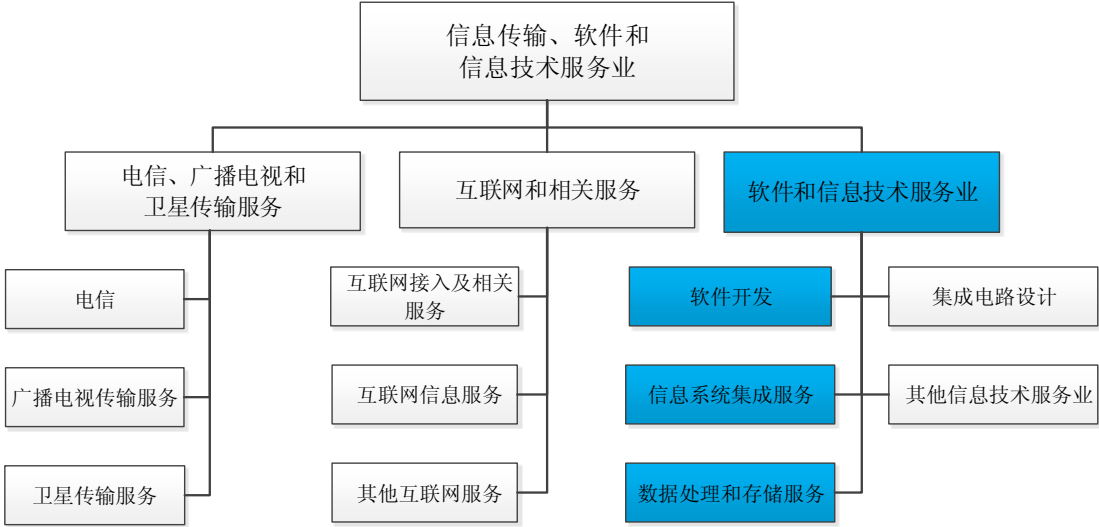 信息传输、软件和
信息技术服务业
电信、广播电视和
卫星传输服务
互联网和相关服务
软件和信息技术服务业
电信
互联网接入及相关
服务
软件开发
集成电路设计
广播电视传输服务
互联网信息服务
信息系统集成服务
其他信息技术服务业
卫星传输服务
其他互联网服务
数据处理和存储服务